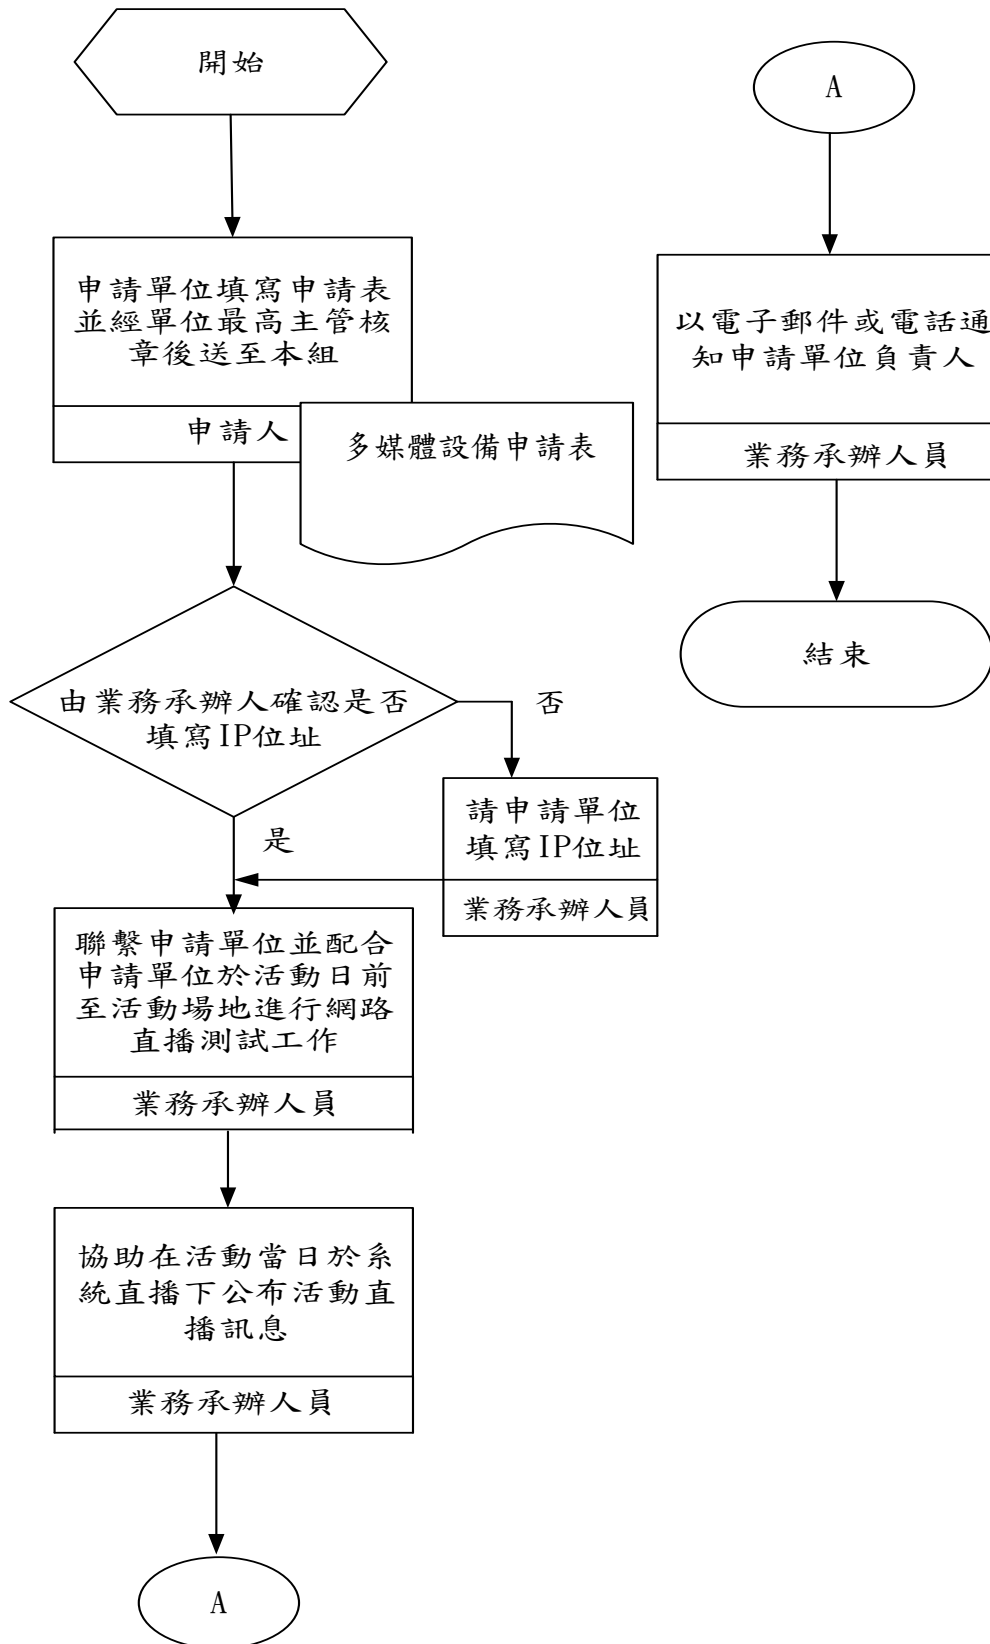 開始
申請單位填寫申請表
並經單位最高主管核
章後送至本組
申請人
多媒體設備申請表
由業務承辦人確認是否
填寫IP位址
否
請申請單位
填寫IP位址
業務承辦人員
是
聯繫申請單位並配合
申請單位於活動日前
至活動場地進行網路
直播測試工作
業務承辦人員
協助在活動當日於系
統直播下公布活動直
播訊息
業務承辦人員
A
A
以電子郵件或電話通
知申請單位負責人
業務承辦人員
結束